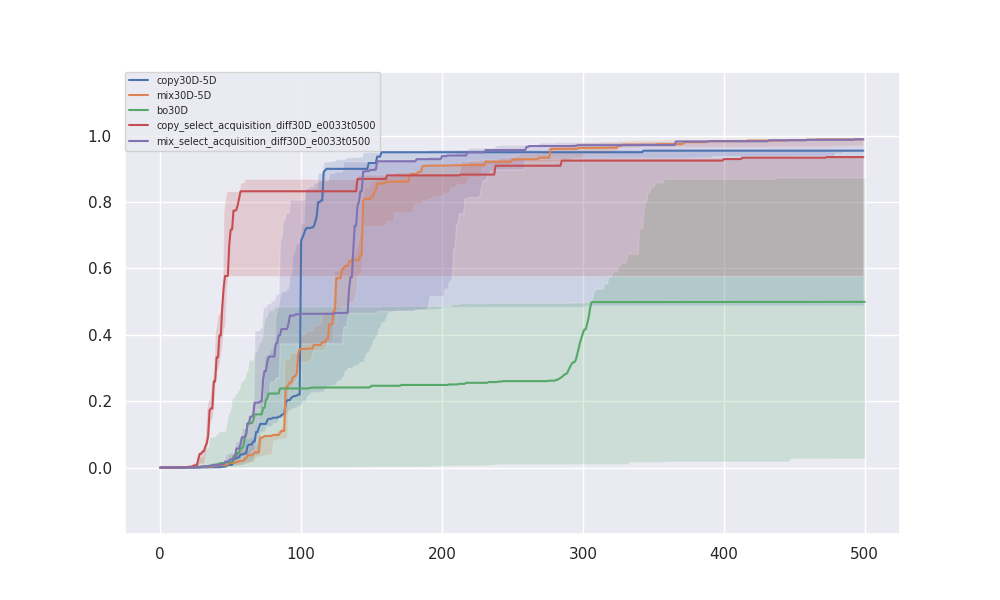 copy30D-5D
mix30D-5D
bo30D
copy_select_acquisition_diff30D_e0033t0500
mix_select_acquisition_diff30D_e0033t0500
1.0
0.8
0.6
0.4
0.2
0.0
0 100 200 300 400 500